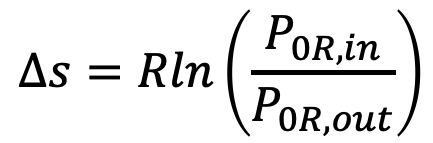 Δs = Rln(P0R,in / P0R,out)